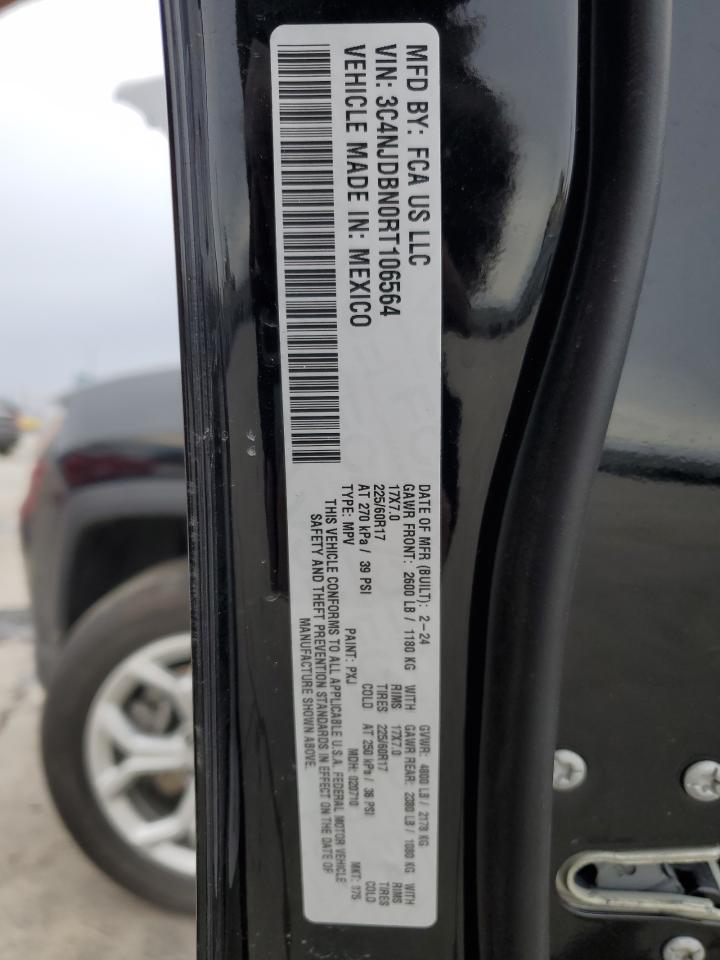 MFD BY: FCA US LLC
VIN: 3C4NJDBN0RT106564
VEHICLE MADE IN: MEXICO
DATE OF MFR (BUILT): 2-24 GVWR: 4800 LB / 2178 KG
GAWR FRONT: 2600 LB / 1180 KG WITH GAWR REAR: 2380 LB / 1080 KG WITH
17X7.0 RIMS 17X7.0 RIMS
225/60R17 TIRES 225/60R17 TIRES
AT 270 kPa / 39 PSI COLD AT 250 kPa / 36 PSI COLD
TYPE: MPV PAINT: PXJ MDH: 020710 MKT:
THIS VEHICLE CONFORMS TO ALL APPLICABLE U.S.A. FEDERAL MOTOR VEHICLE
SAFETY AND THEFT PREVENTION STANDARDS IN EFFECT ON THE DATE OF
MANUFACTURE SHOWN ABOVE.